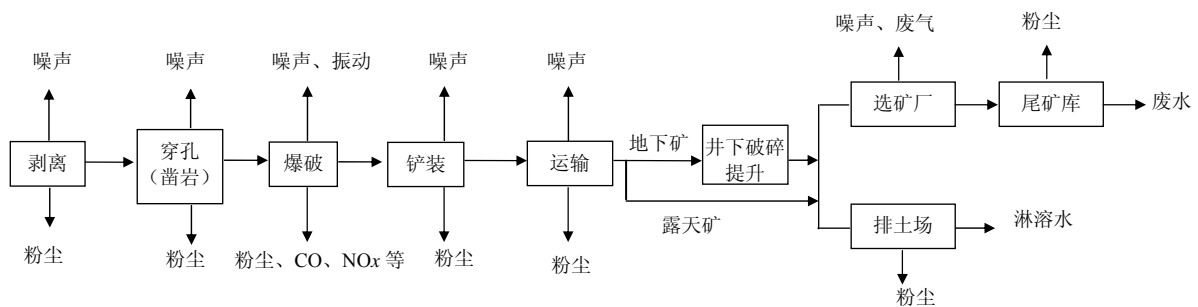 噪声、废气
粉尘
噪声
噪声
噪声、振动
噪声
噪声
选矿厂
尾矿库
废水
剥离
穿孔
（凿岩）
爆破
铲装
运输
地下矿
井下破碎
提升
露天矿
排土场
淋溶水
粉尘
粉尘
粉尘、CO、NOx 等
粉尘
粉尘
粉尘